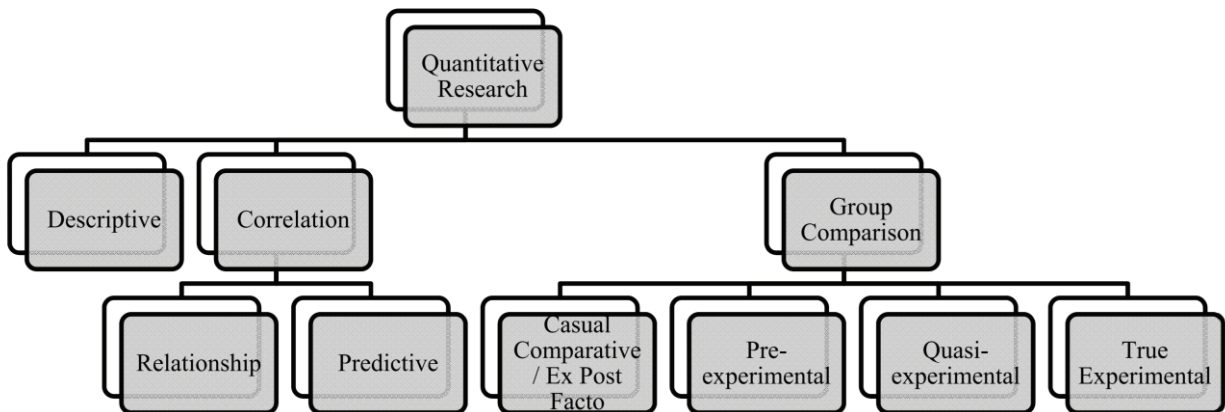 Quantitative
Research
Descriptive
Correlation
Group
Comparison
Relationship
Predictive
Casual
Comparative
/ Ex Post
Facto
Pre-
experimental
Quasi-
experimental
True
Experimental